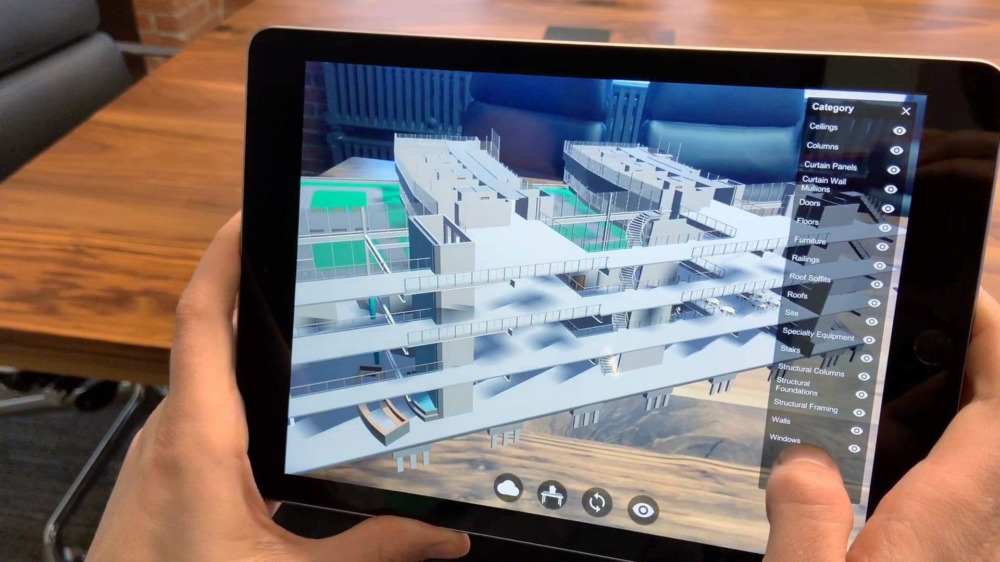 Category
Ceilings
Columns
Curtain Panels
Curtain Wall
Mullions
Doors
Floors
Furniture
Railings
Roof Soffits
Roofs
Site
Specialty Equipment
Stairs
Structural Columns
Structural
Foundations
Structural Framing
Walls
Windows